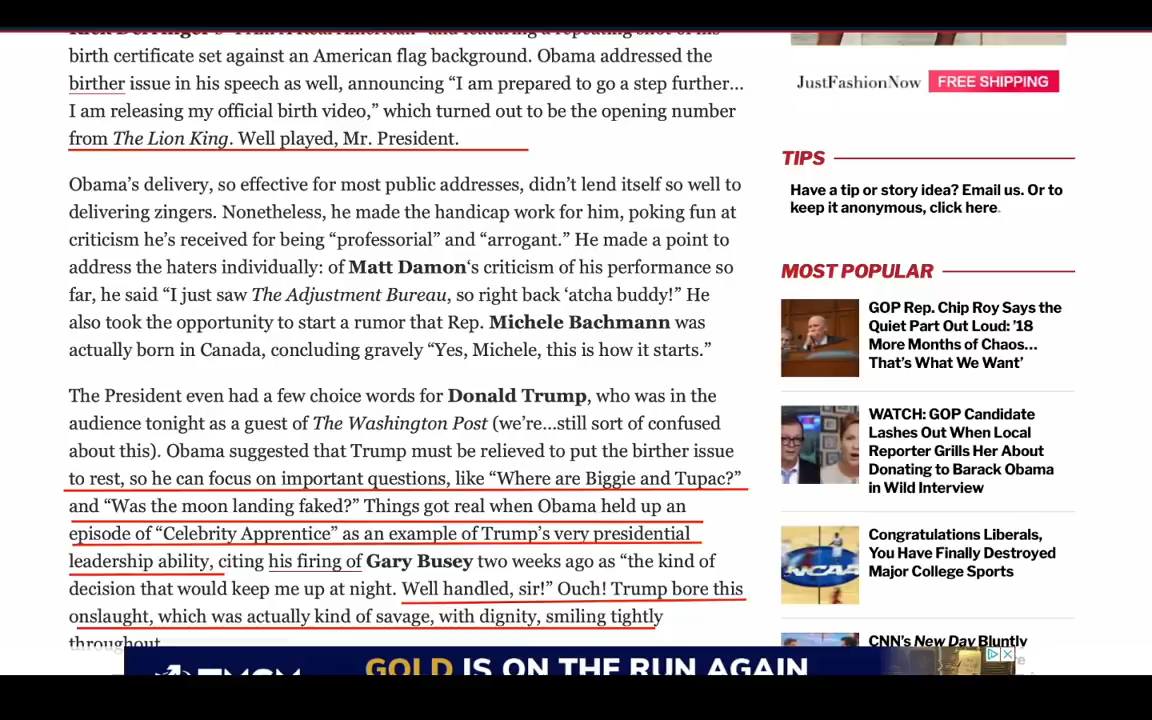 birth certificate set against an American flag background. Obama addressed the
birther issue in his speech as well, announcing “I am prepared to go a step further…
I am releasing my official birth video,” which turned out to be the opening number
from The Lion King. Well played, Mr. President.
Obama’s delivery, so effective for most public addresses, didn’t lend itself so well to
delivering zingers. Nonetheless, he made the handicap work for him, poking fun at
criticism he’s received for being “professorial” and “arrogant.” He made a point to
address the haters individually: of Matt Damon‘s criticism of his performance so
far, he said “I just saw The Adjustment Bureau, so right back ‘atcha buddy!” He
also took the opportunity to start a rumor that Rep. Michele Bachmann was
actually born in Canada, concluding gravely “Yes, Michele, this is how it starts.”
The President even had a few choice words for Donald Trump, who was in the
audience tonight as a guest of The Washington Post (we’re…still sort of confused
about this). Obama suggested that Trump must be relieved to put the birther issue
to rest, so he can focus on important questions, like “Where are Biggie and Tupac?”
and “Was the moon landing faked?” Things got real when Obama held up an
episode of “Celebrity Apprentice” as an example of Trump’s very presidential
leadership ability, citing his firing of Gary Busey two weeks ago as “the kind of
decision that would keep me up at night. Well handled, sir!” Ouch! Trump bore this
onslaught, which was actually kind of savage, with dignity, smiling tightly
throughout
JustFashionNow FREE SHIPPING
TIPS
Have a tip or story idea? Email us. Or to
keep it anonymous, click here.
MOST POPULAR
GOP Rep. Chip Roy Says the
Quiet Part Out Loud: ’18
More Months of Chaos…
That’s What We Want’
WATCH: GOP Candidate
Lashes Out When Local
Reporter Grills Her About
Donating to Barack Obama
in Wild Interview
Congratulations Liberals,
You Have Finally Destroyed
Major College Sports
NCAA
CNN’s New Day Bluntly
GOLD IS ON THE RUN AGAIN